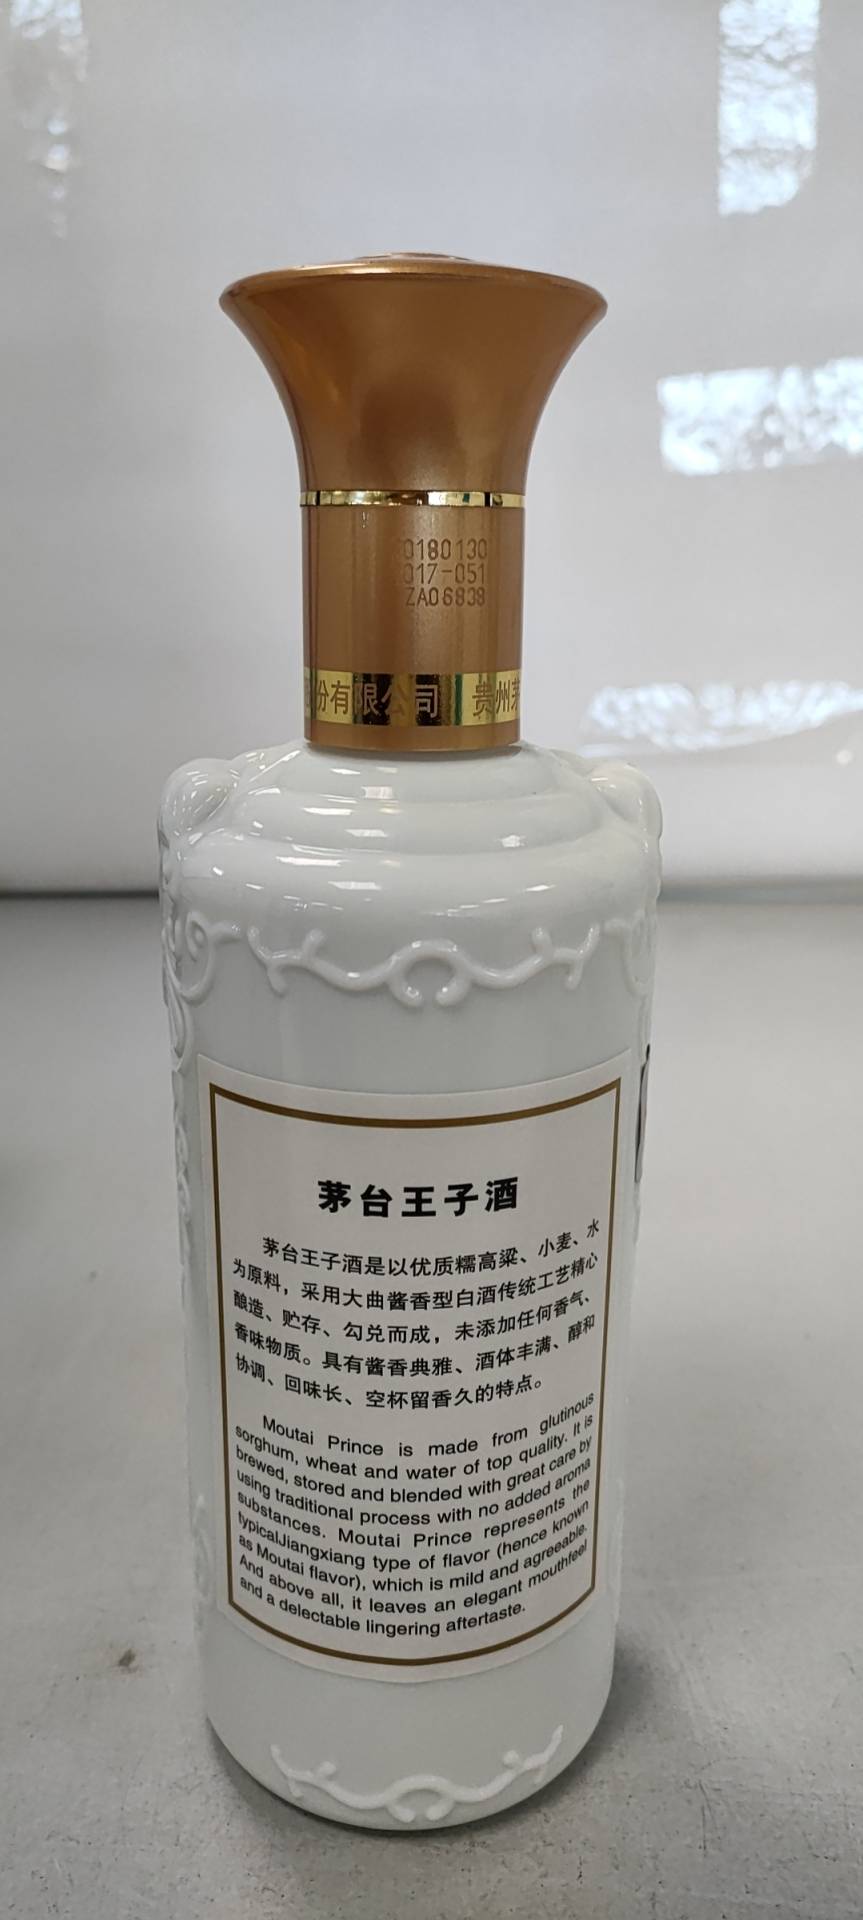 0180130
017-051
ZA06838
份有限公司 贵州茅
茅台王子酒
茅台王子酒是以优质糯高粱、小麦、水
为原料，采用大曲酱香型白酒传统工艺精心
酿造、贮存、勾兑而成，未添加任何香气、
香味物质。具有酱香典雅、酒体丰满、醇和
协调、回味长、空杯留香久的特点。
Moutai Prince is made from glutinous
sorghum, wheat and water of top quality. It is
brewed, stored and blended with great care by
using traditional process with no added aroma
substances. Moutai Prince represents the
typicalJiangxiang type of flavor (hence known
as Moutai flavor), which is mild and agreeable.
And above all, it leaves an elegant mouthfeel
and a delectable lingering aftertaste.